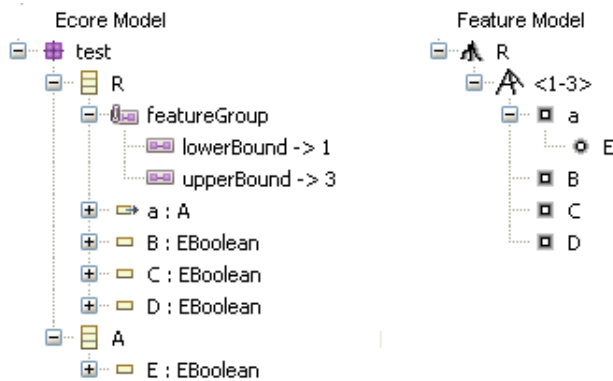 Ecore Model
test
R
featureGroup
lowerBound -> 1
upperBound -> 3
a : A
B : EBoolean
C : EBoolean
D : EBoolean
A
E : EBoolean
Feature Model
R
<1-3>
a
E
B
C
D